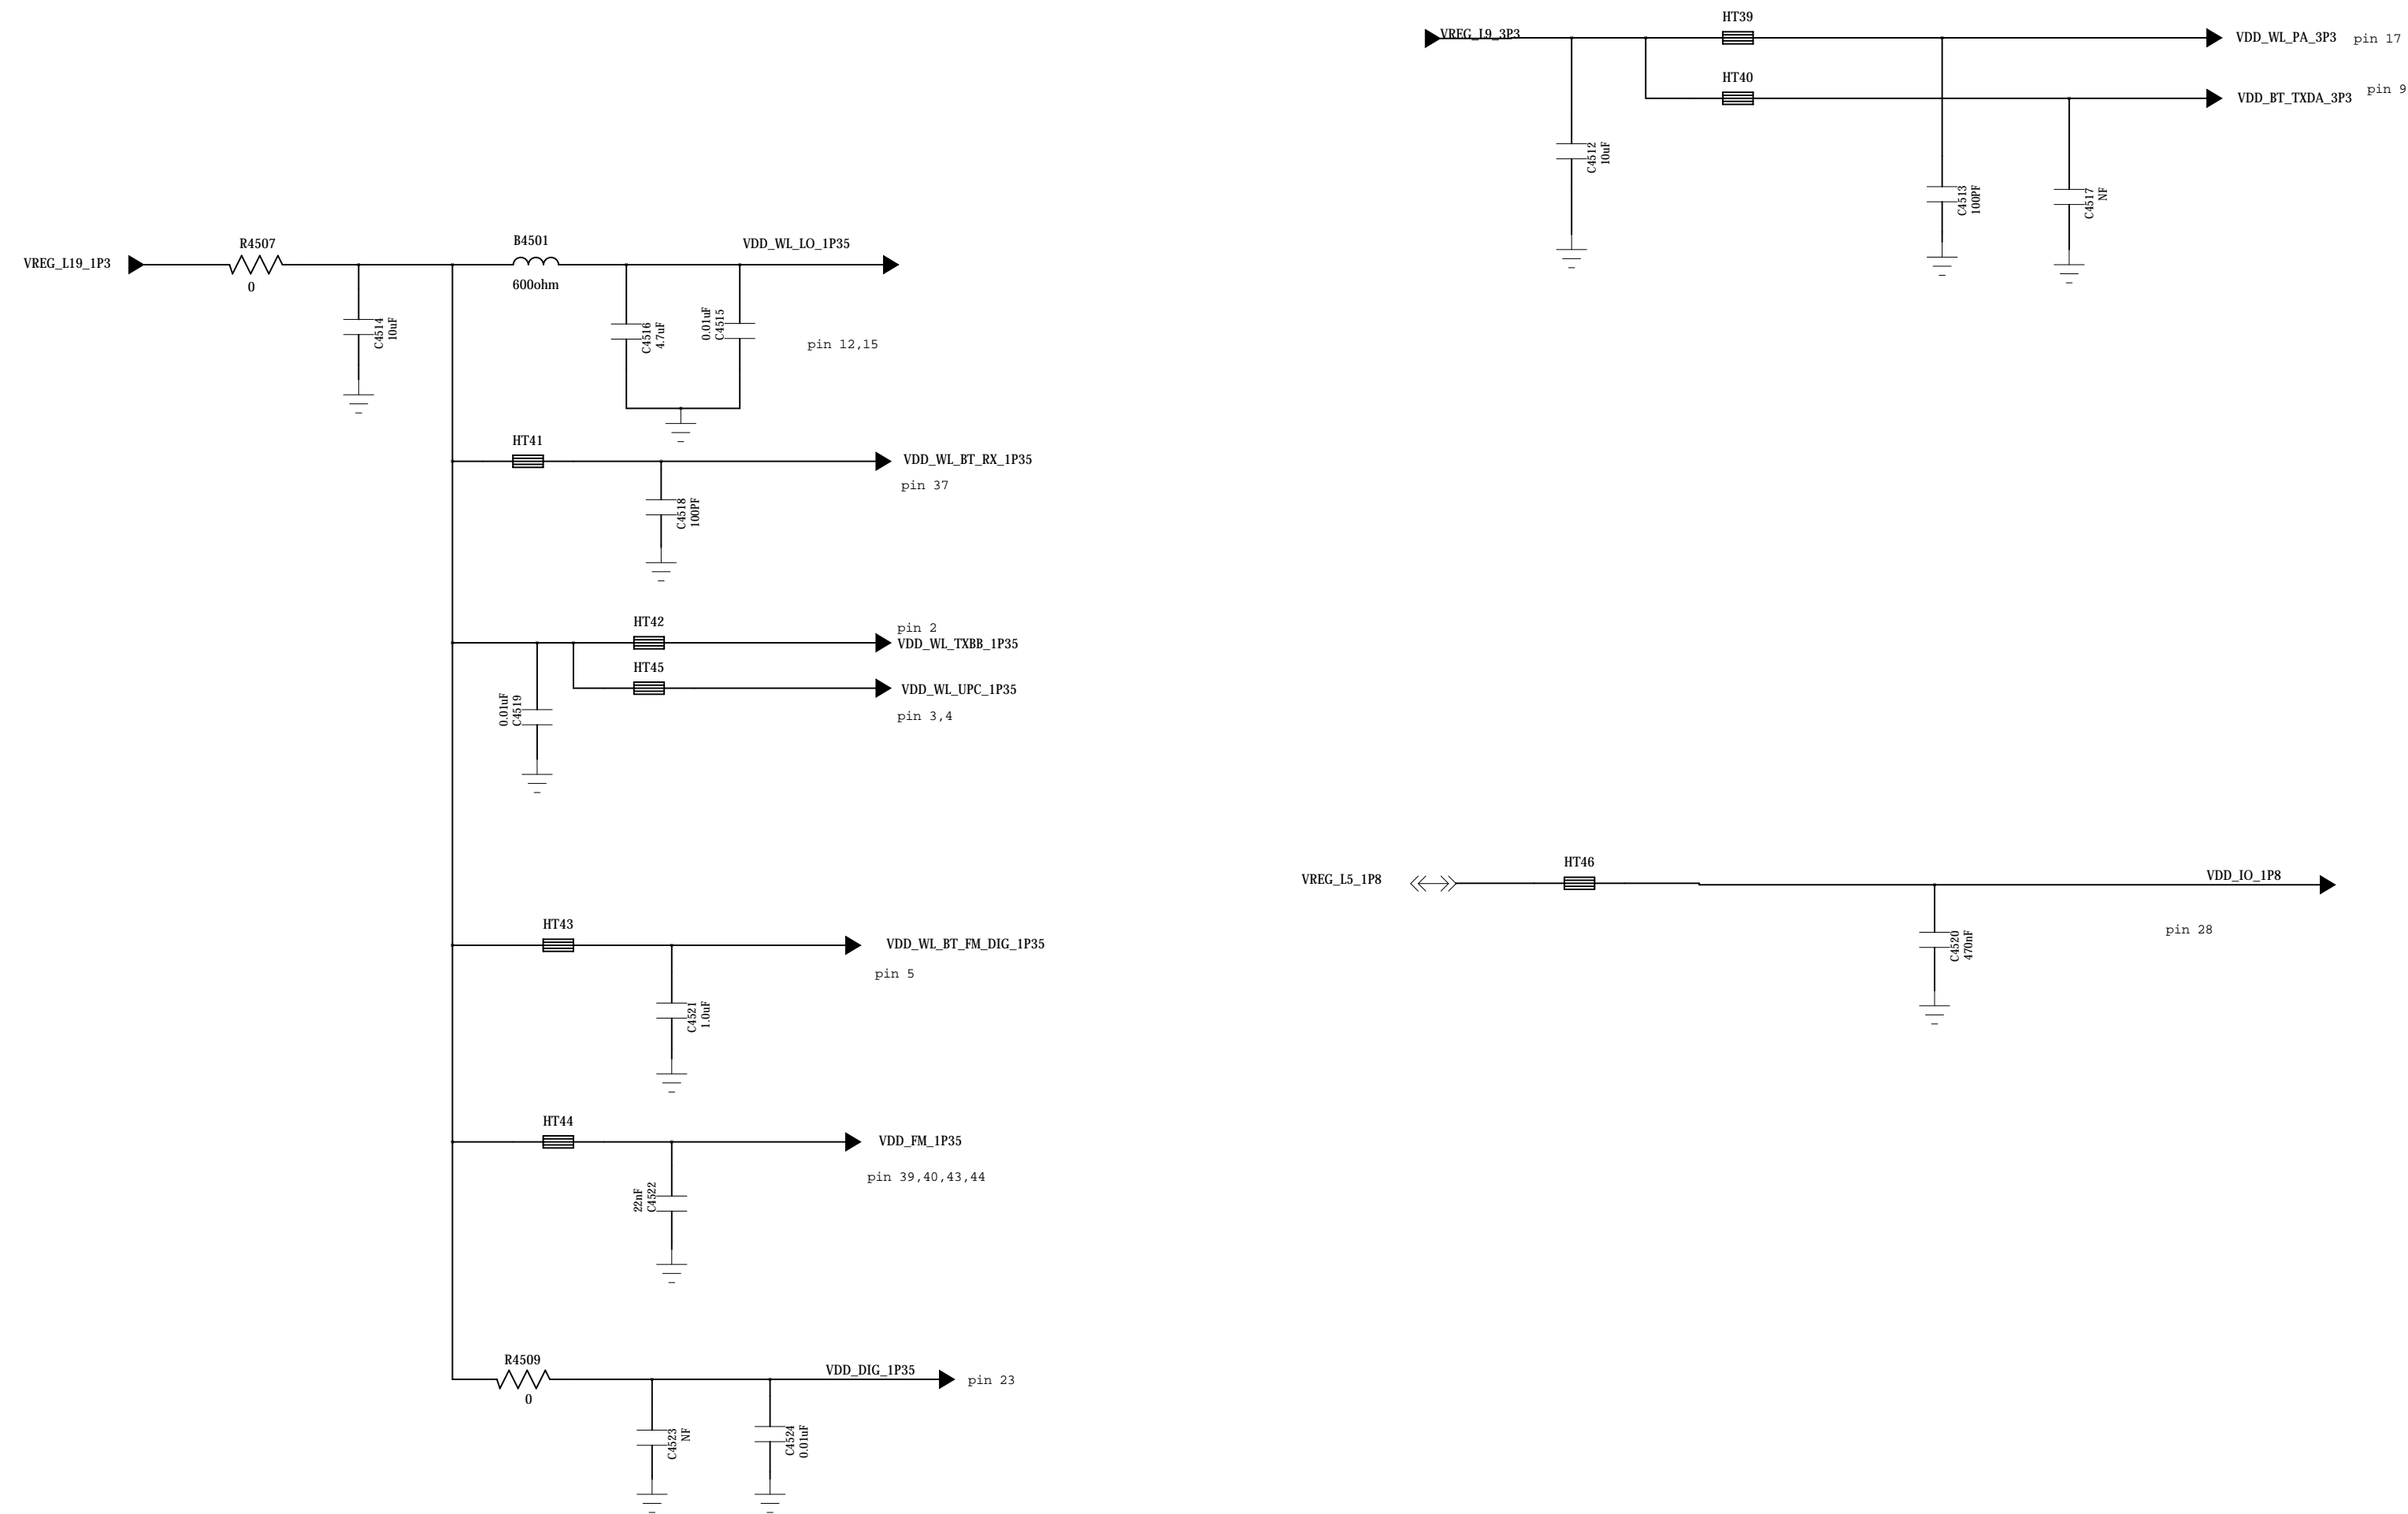 HT39
VREG_L9_3P3
VDD_WL_PA_3P3
pin 17
HT40
VDD_BT_TXDA_3P3
pin 9
C4512
10uF
C4513
100PF
C4517
NF
VREG_L19_1P3
R4507
0
B4501
600ohm
VDD_WL_LO_1P35
C4514
10uF
C4516
4.7uF
0.01uF
C4515
pin 12,15
HT41
VDD_WL_BT_RX_1P35
pin 37
C4518
100PF
HT42
pin 2
VDD_WL_TXBB_1P35
HT45
VDD_WL_UPC_1P35
pin 3,4
0.01uF
C4519
VREG_L5_1P8
HT46
VDD_IO_1P8
pin 28
C4520
470nF
HT43
VDD_WL_BT_FM_DIG_1P35
pin 5
C4521
1.0uF
HT44
VDD_FM_1P35
pin 39,40,43,44
22nF
C4522
R4509
0
VDD_DIG_1P35
pin 23
C4523
NF
C4524
0.01uF